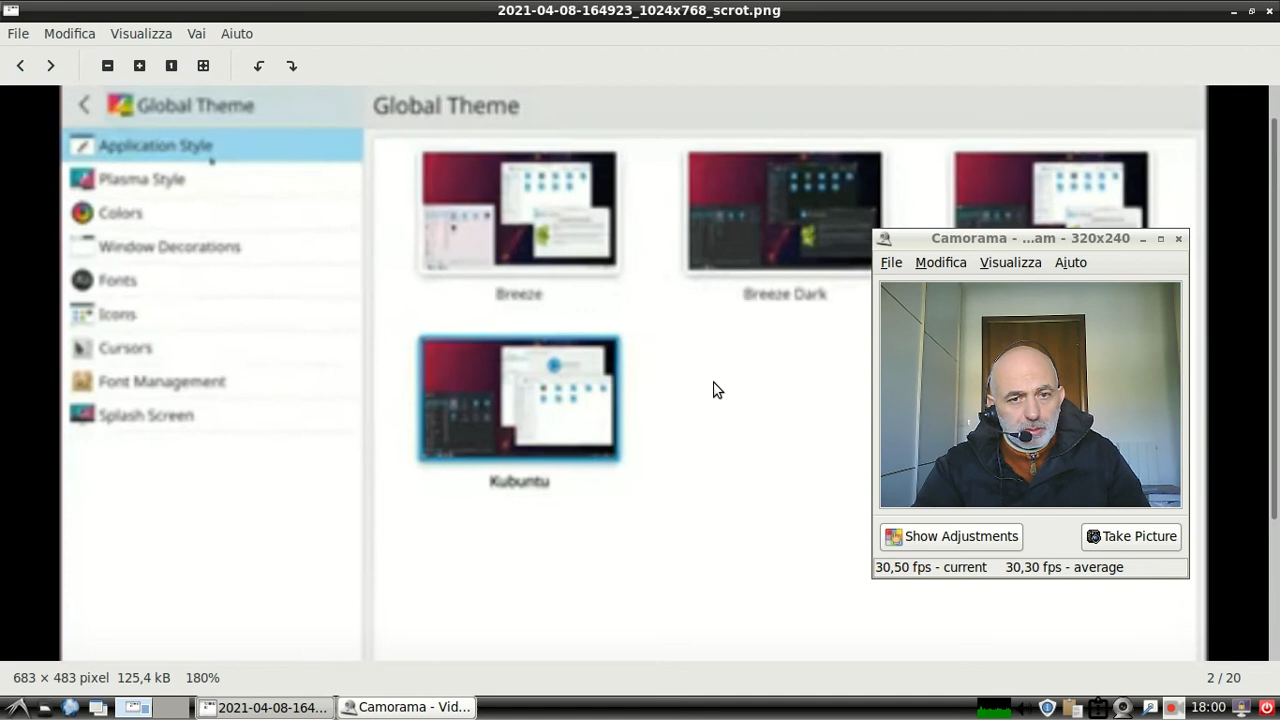 2021-04-08-164923_1024x768_scrot.png
File Modifica Visualizza Vai Aiuto
Global Theme
Global Theme
Application Style
Plasma Style
Colors
Window Decorations
Fonts
Icons
Cursors
Font Management
Splash Screen
Breeze
Breeze Dark
Kubuntu
Camorama - ...am - 320x240
File Modifica Visualizza Aiuto
Show Adjustments
Take Picture
30,50 fps - current 30,30 fps - average
683 × 483 pixel 125,4 kB 180%
2 / 20
2021-04-08-164...
Camorama - Vid...
18:00